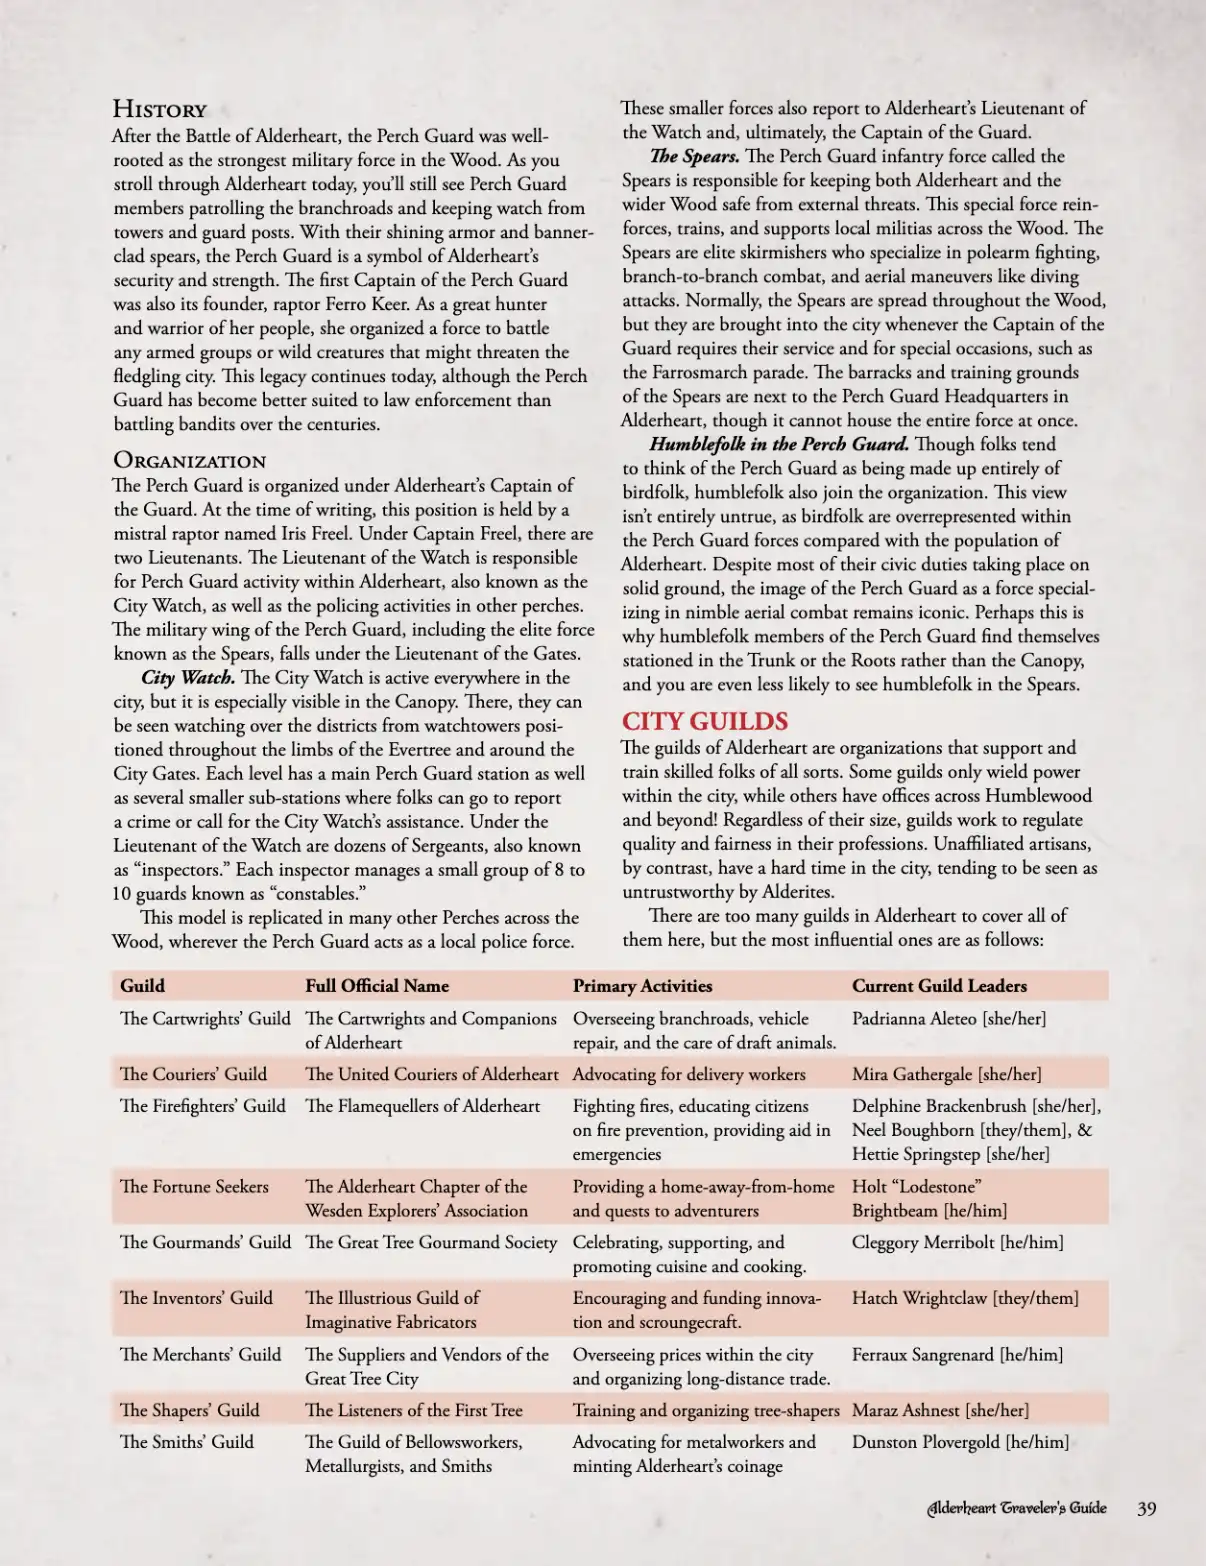 History
After the Battle of Alderheart, the Perch Guard was well-
rooted as the strongest military force in the Wood. As you
stroll through Alderheart today, you’ll still see Perch Guard
members patrolling the branchroads and keeping watch from
towers and guard posts. With their shining armor and banner-
clad spears, the Perch Guard is a symbol of Alderheart’s
security and strength. The first Captain of the Perch Guard
was also its founder, raptor Ferro Keer. As a great hunter
and warrior of her people, she organized a force to battle
any armed groups or wild creatures that might threaten the
fledgling city. This legacy continues today, although the Perch
Guard has become better suited to law enforcement than
battling bandits over the centuries.
Organization
The Perch Guard is organized under Alderheart’s Captain of
the Guard. At the time of writing, this position is held by a
mistral raptor named Iris Freel. Under Captain Freel, there are
two Lieutenants. The Lieutenant of the Watch is responsible
for Perch Guard activity within Alderheart, also known as the
City Watch, as well as the policing activities in other perches.
The military wing of the Perch Guard, including the elite force
known as the Spears, falls under the Lieutenant of the Gates.
City Watch. The City Watch is active everywhere in the
city, but it is especially visible in the Canopy. There, they can
be seen watching over the districts from watchtowers posi-
tioned throughout the limbs of the Evertree and around the
City Gates. Each level has a main Perch Guard station as well
as several smaller sub-stations where folks can go to report
a crime or call for the City Watch’s assistance. Under the
Lieutenant of the Watch are dozens of Sergeants, also known
as “inspectors.” Each inspector manages a small group of 8 to
10 guards known as “constables.”
This model is replicated in many other Perches across the
Wood, wherever the Perch Guard acts as a local police force.
These smaller forces also report to Alderheart’s Lieutenant of
the Watch and, ultimately, the Captain of the Guard.
The Spears. The Perch Guard infantry force called the
Spears is responsible for keeping both Alderheart and the
wider Wood safe from external threats. This special force rein-
forces, trains, and supports local militias across the Wood. The
Spears are elite skirmishers who specialize in polearm fighting,
branch-to-branch combat, and aerial maneuvers like diving
attacks. Normally, the Spears are spread throughout the Wood,
but they are brought into the city whenever the Captain of the
Guard requires their service and for special occasions, such as
the Farrosmarch parade. The barracks and training grounds
of the Spears are next to the Perch Guard Headquarters in
Alderheart, though it cannot house the entire force at once.
Humblefolk in the Perch Guard. Though folks tend
to think of the Perch Guard as being made up entirely of
birdfolk, humblefolk also join the organization. This view
isn’t entirely untrue, as birdfolk are overrepresented within
the Perch Guard forces compared with the population of
Alderheart. Despite most of their civic duties taking place on
solid ground, the image of the Perch Guard as a force special-
izing in nimble aerial combat remains iconic. Perhaps this is
why humblefolk members of the Perch Guard find themselves
stationed in the Trunk or the Roots rather than the Canopy,
and you are even less likely to see humblefolk in the Spears.
CITY GUILDS
The guilds of Alderheart are organizations that support and
train skilled folks of all sorts. Some guilds only wield power
within the city, while others have offices across Humblewood
and beyond! Regardless of their size, guilds work to regulate
quality and fairness in their professions. Unaffiliated artisans,
by contrast, have a hard time in the city, tending to be seen as
untrustworthy by Alderites.
There are too many guilds in Alderheart to cover all of
them here, but the most influential ones are as follows:
Guild Full Official Name Primary Activities Current Guild Leaders
The Cartwrights’ Guild The Cartwrights and Companions Overseeing branchroads, vehicle Padrianna Aleteo [she/her]
of Alderheart repair, and the care of draft animals.
The Couriers’ Guild The United Couriers of Alderheart Advocating for delivery workers Mira Gathergale [she/her]
The Firefighters’ Guild The Flamequellers of Alderheart Fighting fires, educating citizens Delphine Brackenbrush [she/her],
on fire prevention, providing aid in Neel Boughborn [they/them], &
emergencies Hettie Springstep [she/her]
The Fortune Seekers The Alderheart Chapter of the Providing a home-away-from-home Holt “Lodestone”
Wesden Explorers’ Association and quests to adventurers Brightbeam [he/him]
The Gourmands’ Guild The Great Tree Gourmand Society Celebrating, supporting, and Cleggory Merribolt [he/him]
promoting cuisine and cooking.
The Inventors’ Guild The Illustrious Guild of Encouraging and funding innova- Hatch Wrightclaw [they/them]
Imaginative Fabricators tion and scroungecraft.
The Merchants’ Guild The Suppliers and Vendors of the Overseeing prices within the city Ferraux Sangrenard [he/him]
Great Tree City and organizing long-distance trade.
The Shapers’ Guild The Listeners of the First Tree Training and organizing tree-shapers Maraz Ashnest [she/her]
The Smiths’ Guild The Guild of Bellowsworkers, Advocating for metalworkers and Dunston Plovergold [he/him]
Metallurgists, and Smiths minting Alderheart’s coinage
Alderheart Traveler’s Guide 39